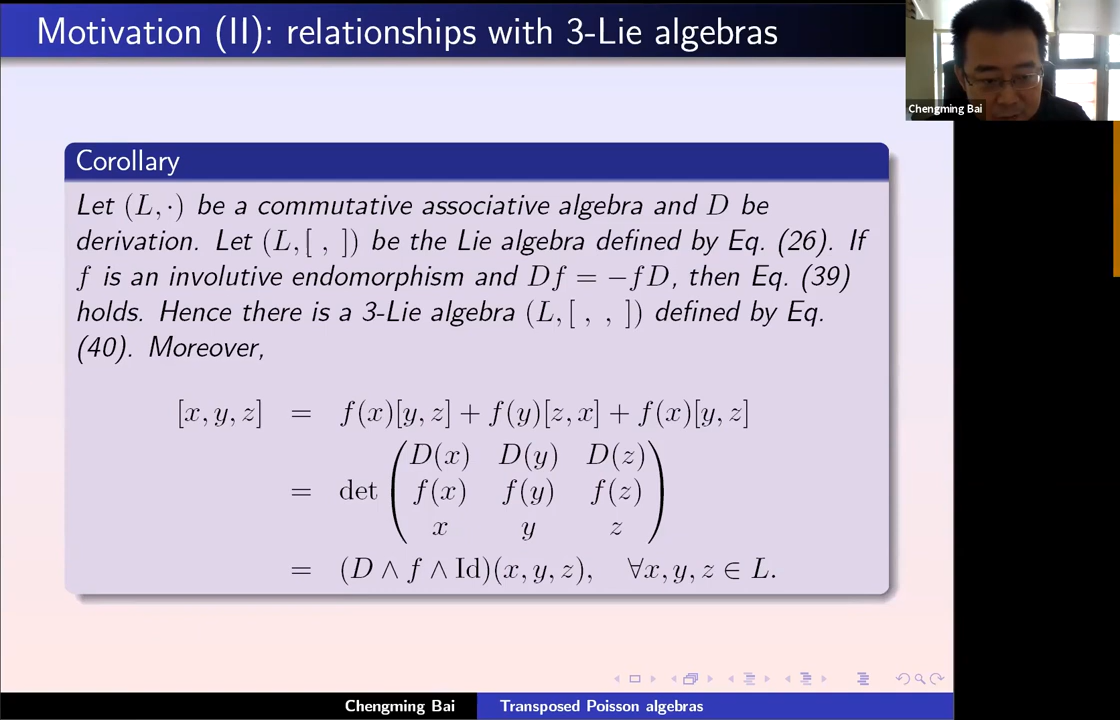 Motivation (II): relationships with 3-Lie algebras
Chengming Bai
Corollary
Let (L, ·) be a commutative associative algebra and D be
derivation. Let (L, [ , ]) be the Lie algebra defined by Eq. (26). If
f is an involutive endomorphism and Df = −fD, then Eq. (39)
holds. Hence there is a 3-Lie algebra (L, [ , , ]) defined by Eq.
(40). Moreover,
[x, y, z] = f(x)[y, z] + f(y)[z, x] + f(x)[y, z]
D(x) D(y) D(z)
= det f(x) f(y) f(z)
x y z
= (D ∧ f ∧ Id)(x, y, z), ∀x, y, z ∈ L.
Chengming Bai Transposed Poisson algebras